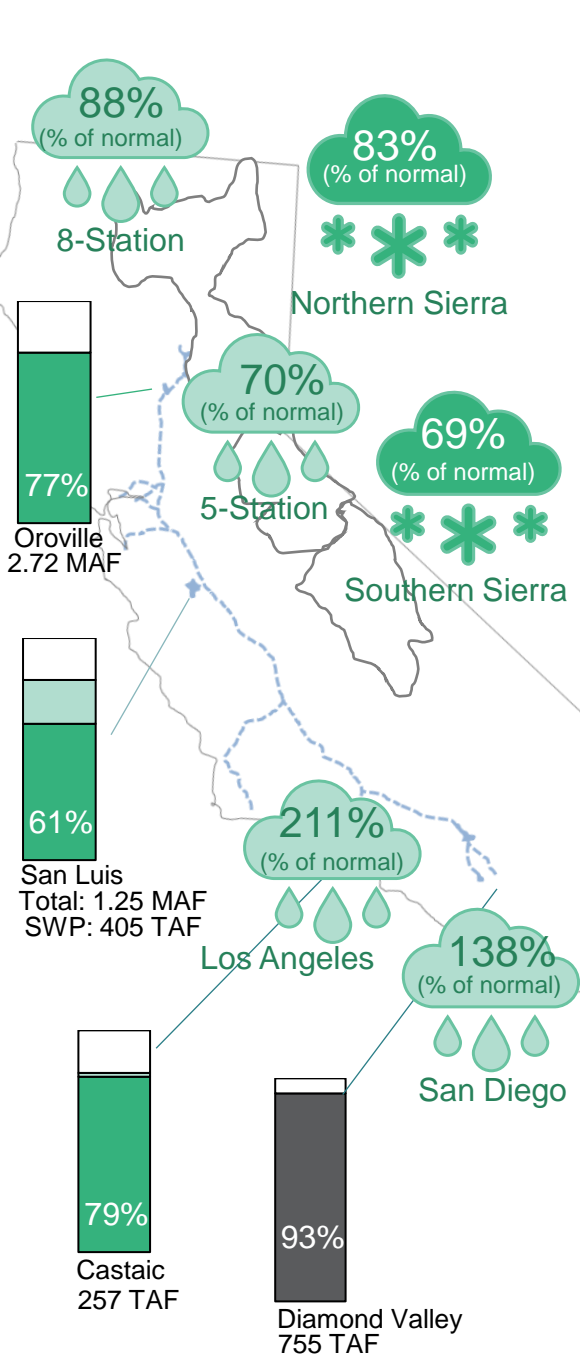 88%
(% of normal)
8-Station
83%
(% of normal)
Northern Sierra
70%
(% of normal)
5-Station
69%
(% of normal)
Southern Sierra
77%
Oroville
2.72 MAF
61%
San Luis
Total: 1.25 MAF
SWP: 405 TAF
211%
(% of normal)
Los Angeles
138%
(% of normal)
San Diego
79%
Castaic
257 TAF
93%
Diamond Valley
755 TAF